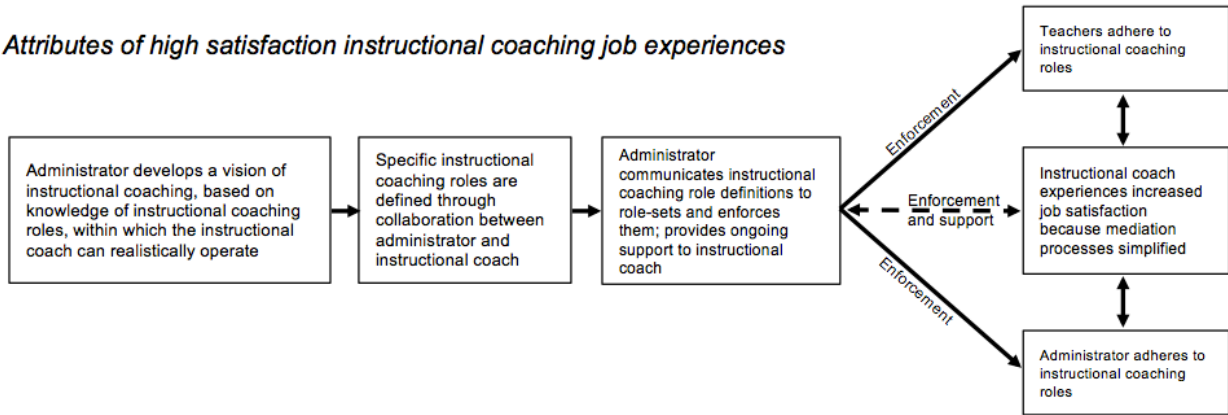 Attributes of high satisfaction instructional coaching job experiences
Administrator develops a vision of
instructional coaching, based on
knowledge of instructional coaching
roles, within which the instructional
coach can realistically operate
Specific instructional
coaching roles are
defined through
collaboration between
administrator and
instructional coach
Administrator
communicates instructional
coaching role definitions to
role-sets and enforces
them; provides ongoing
support to instructional
coach
Enforcement
Enforcement
and support
Enforcement
Teachers adhere to
instructional coaching
roles
Instructional coach
experiences increased
job satisfaction
because mediation
processes simplified
Administrator adheres to
instructional coaching
roles